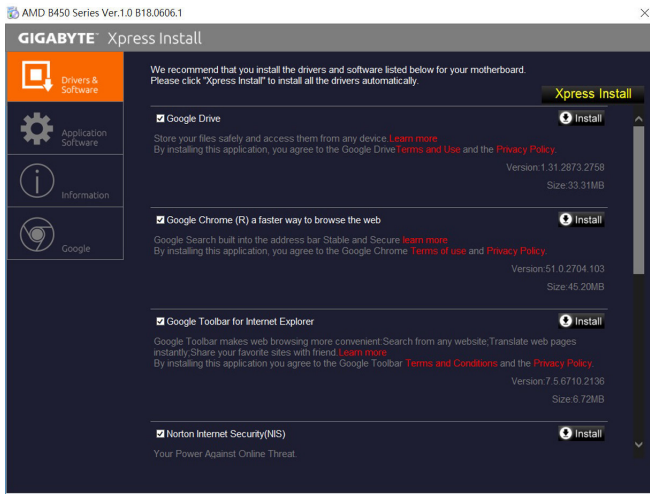 AMD B450 Series Ver.1.0 B18.0606.1
GIGABYTE™ Xpress Install
Drivers &
Software
Application
Software
Information
Google
We recommend that you install the drivers and software listed below for your motherboard.
Please click "Xpress Install" to install all the drivers automatically.
Xpress Install
Google Drive
Install
Store your files safely and access them from any device.Learn more
By installing this application, you agree to the Google DriveTerms and Use and the Privacy Policy.
Version:1.31.2873.2758
Size:33.31MB
Google Chrome (R) a faster way to browse the web
Install
Google Search built into the address bar Stable and Secure learn more
By installing this application, you agree to the Google Chrome Terms of use and Privacy Policy.
Version:51.0.2704.103
Size:45.20MB
Google Toolbar for Internet Explorer
Install
Google Toolbar makes web browsing more convenient:Search from any website;Translate web pages
instantly;Share your favorite sites with friend.Learn more
By installing this application you agree to the Google Toolbar Terms and Conditions and the Privacy Policy.
Version:7.5.6710.2136
Size:6.72MB
Norton Internet Security(NIS)
Install
Your Power Against Online Threat.